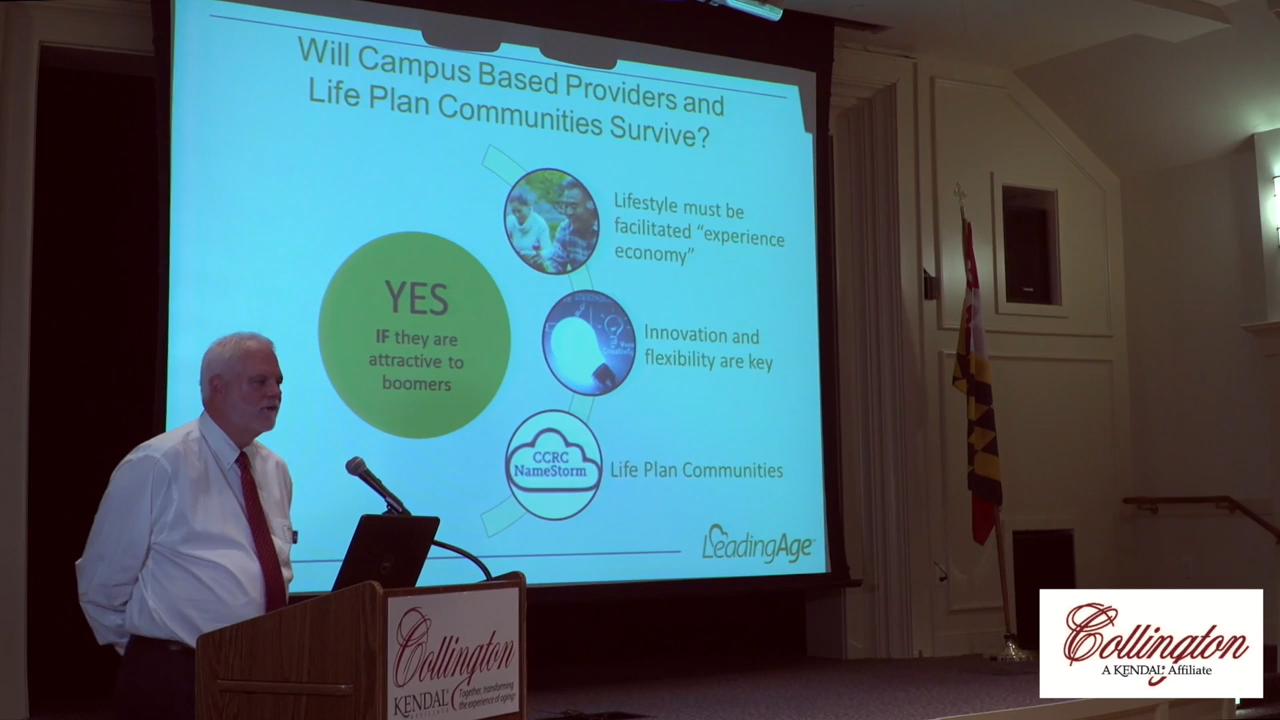 Will Campus Based Providers and
Life Plan Communities Survive?
Lifestyle must be
facilitated “experience
economy”
YES
IF they are
attractive to
boomers
Innovation and
flexibility are key
CCRC
NameStorm
Life Plan Communities
LeadingAge
Collington
KENDAL
Together, transforming
the experience of aging
Collington
A KENDAL Affiliate